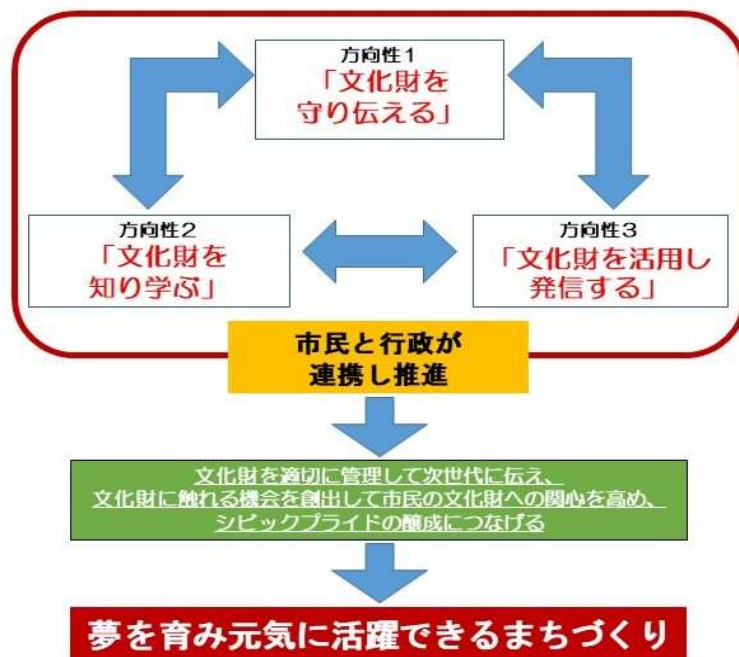 方向性1
「文化財を
守り伝える」
方向性2
「文化財を
知り学ぶ」
方向性3
「文化財を活用し
発信する」
市民と行政が
連携し推進
文化財を適切に管理して次世代に伝え、
文化財に触れる機会を創出して市民の文化財への関心を高め、
シビックプライドの醸成につなげる
夢を育み元気に活躍できるまちづくり